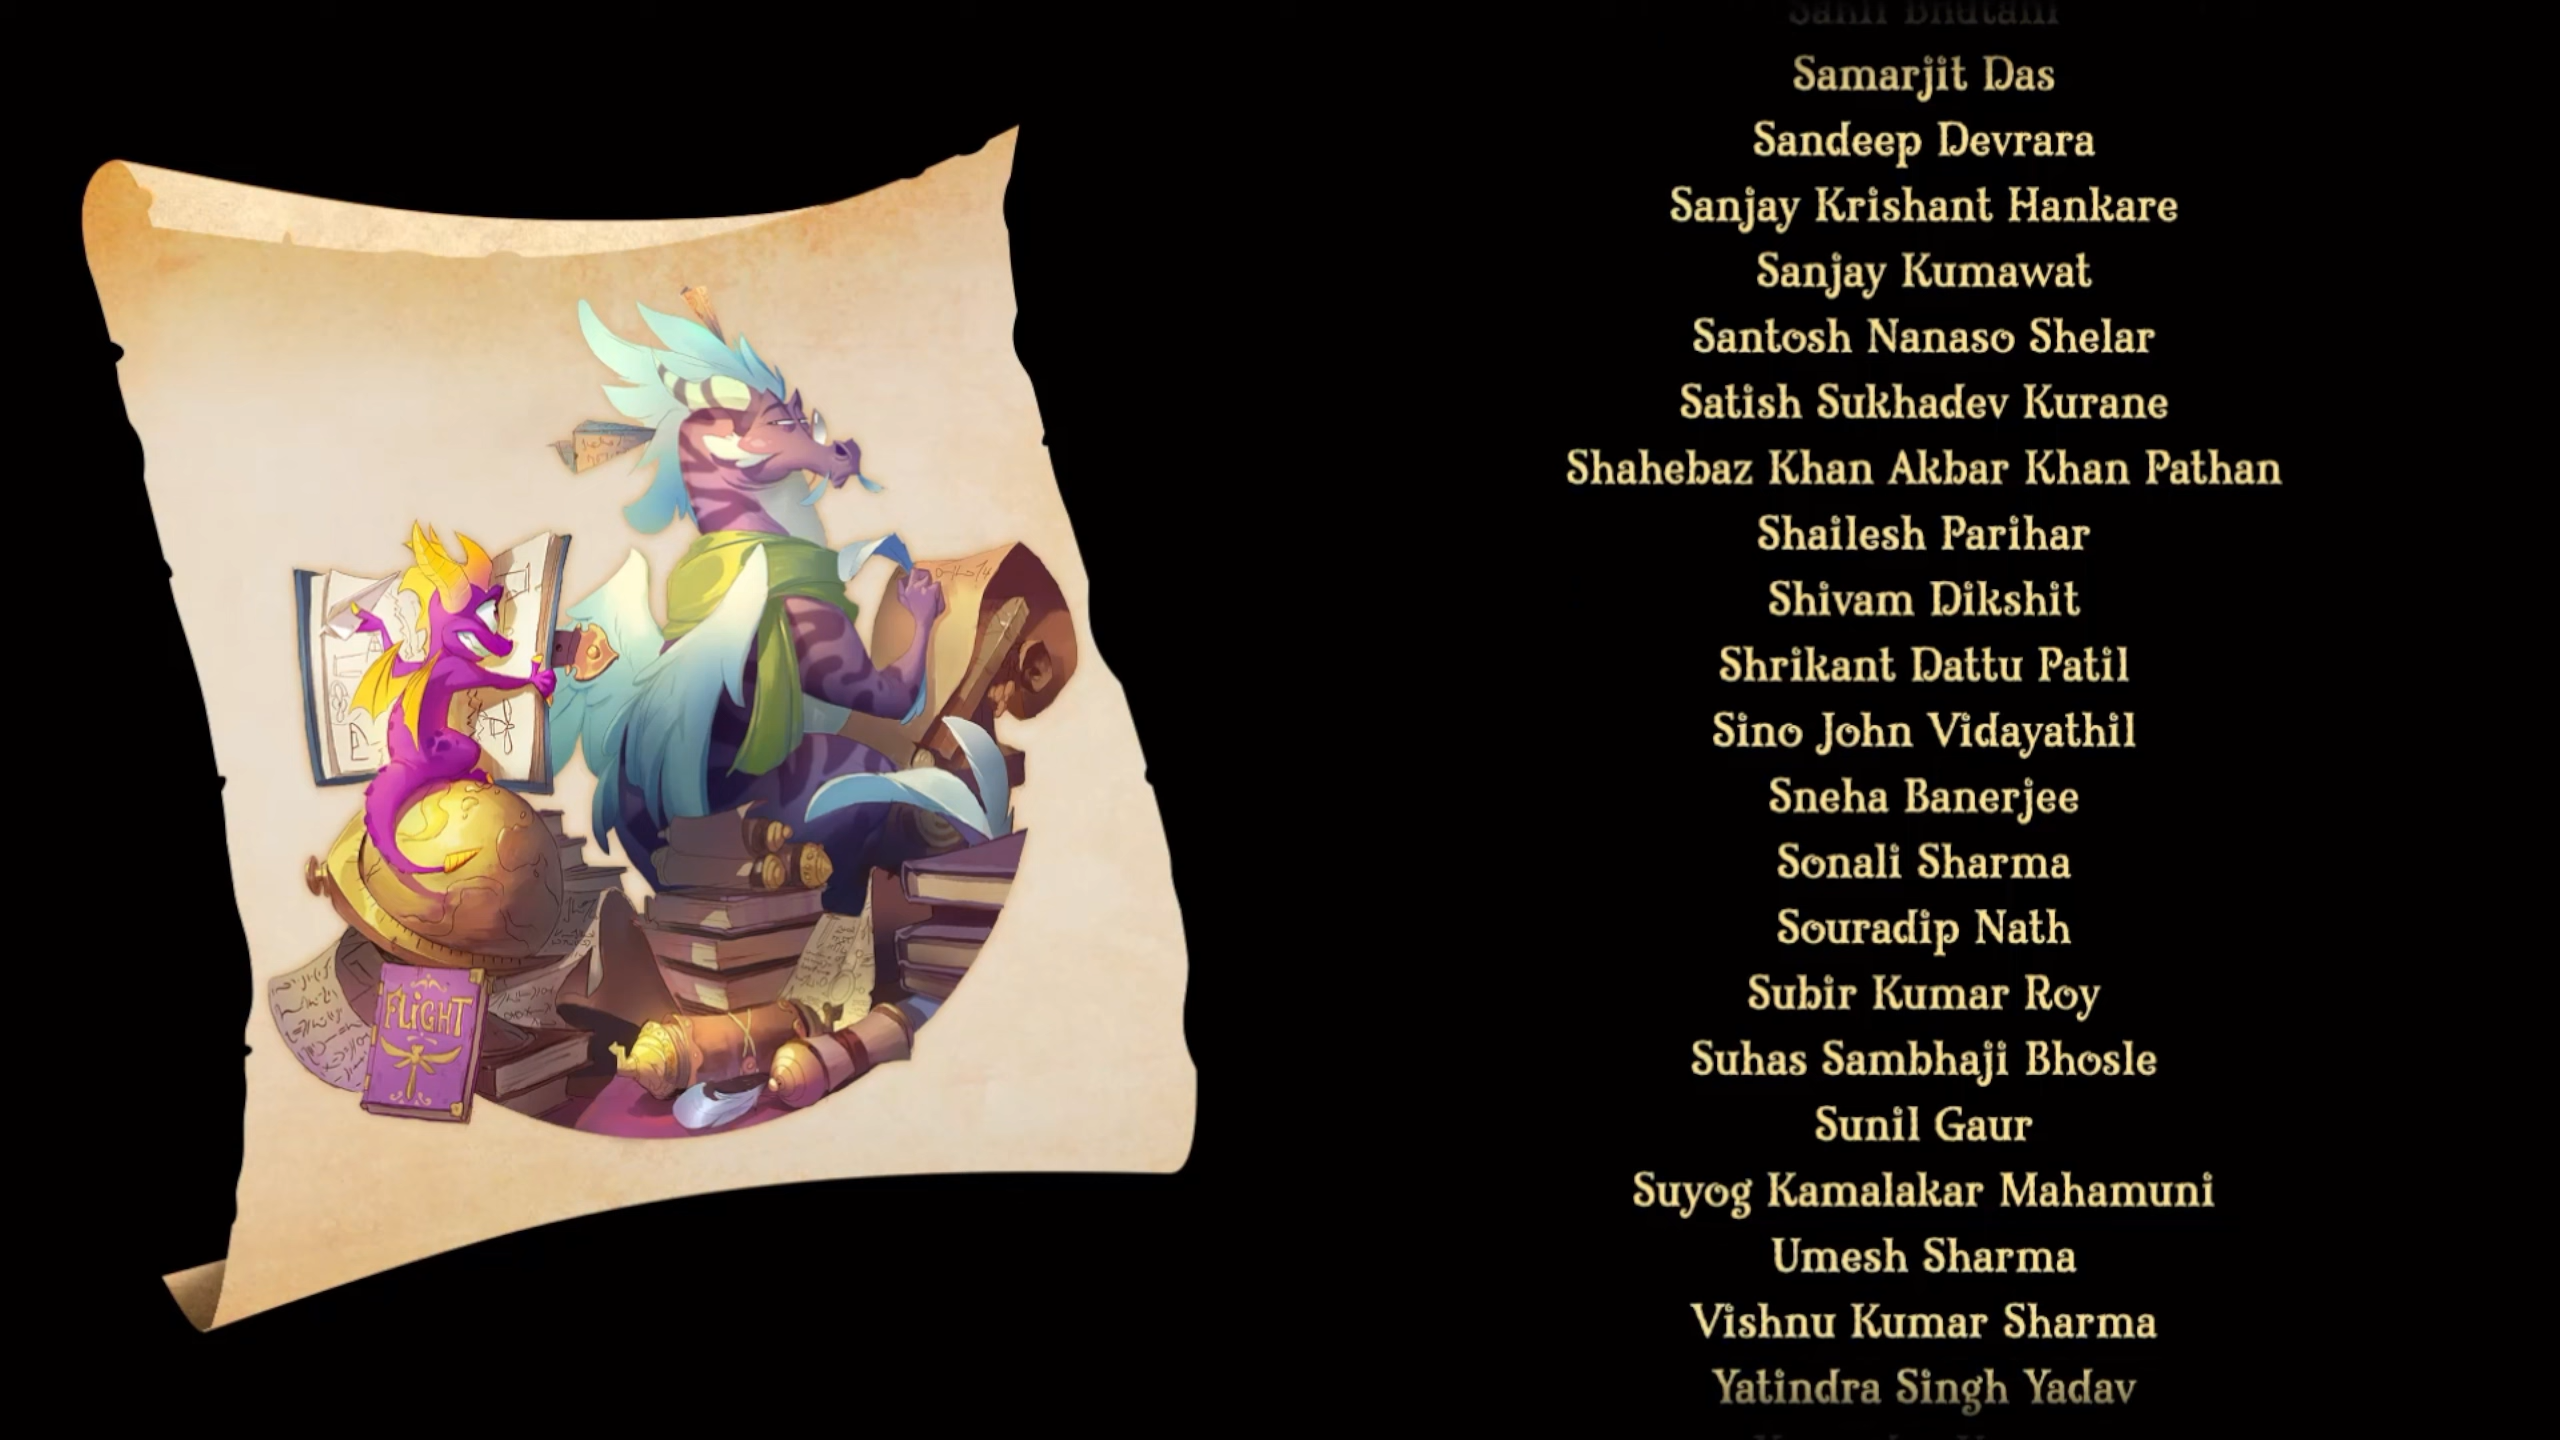 FLIGHT
Samarjit Das
Sandeep Devrara
Sanjay Krishant Hankare
Sanjay Kumawat
Santosh Nanaso Shelar
Satish Sukhadev Kurane
Shahebaz Khan Akbar Khan Pathan
Shailesh Parihar
Shivam Dikshit
Shrikant Dattu Patil
Sino John Vidayathil
Sneha Banerjee
Sonali Sharma
Souradip Nath
Subir Kumar Roy
Suhas Sambhaji Bhosle
Sunil Gaur
Suyog Kamalakar Mahamuni
Umesh Sharma
Vishnu Kumar Sharma
Yatindra Singh Yadav